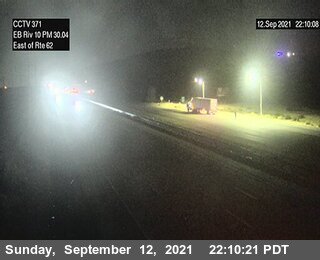 CCTV 371
EB Riv 10 PM 30.04
East of Rte 62
12.Sep 2021 22:10:08
Sunday, September 12, 2021 22:10:21 PDT